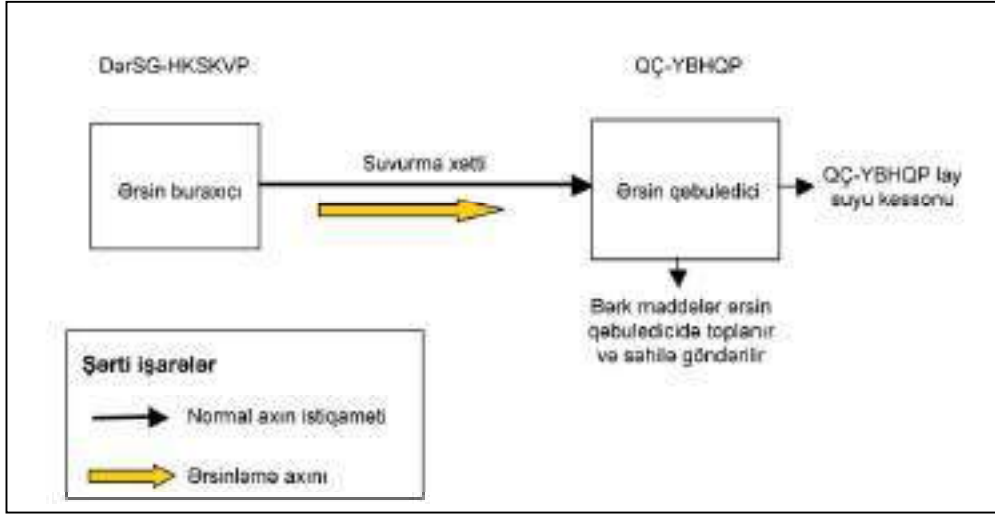 DərSG-HKSKVP
QÇ-YBHQP
Ərsin buraxıcı
Suvurma xətti
Ərsin qəbuledici
QÇ-YBHQP lay
suyu kessonu
Bərk maddələr ərsin
qəbuledicidə toplanır
və sahilə göndərilir
Şərti işarələr
Normal axın istiqaməti
Ərsinləmə axını